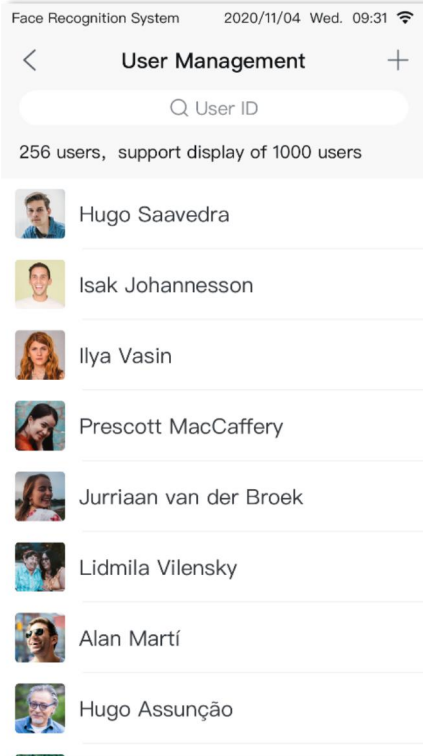 Face Recognition System 2020/11/04 Wed. 09:31
User Management
User ID
256 users, support display of 1000 users
Hugo Saavedra
Isak Johannesson
Ilya Vasin
Prescott MacCaffery
Jurriaan van der Broek
Lidmila Vilensky
Alan Martí
Hugo Assunção